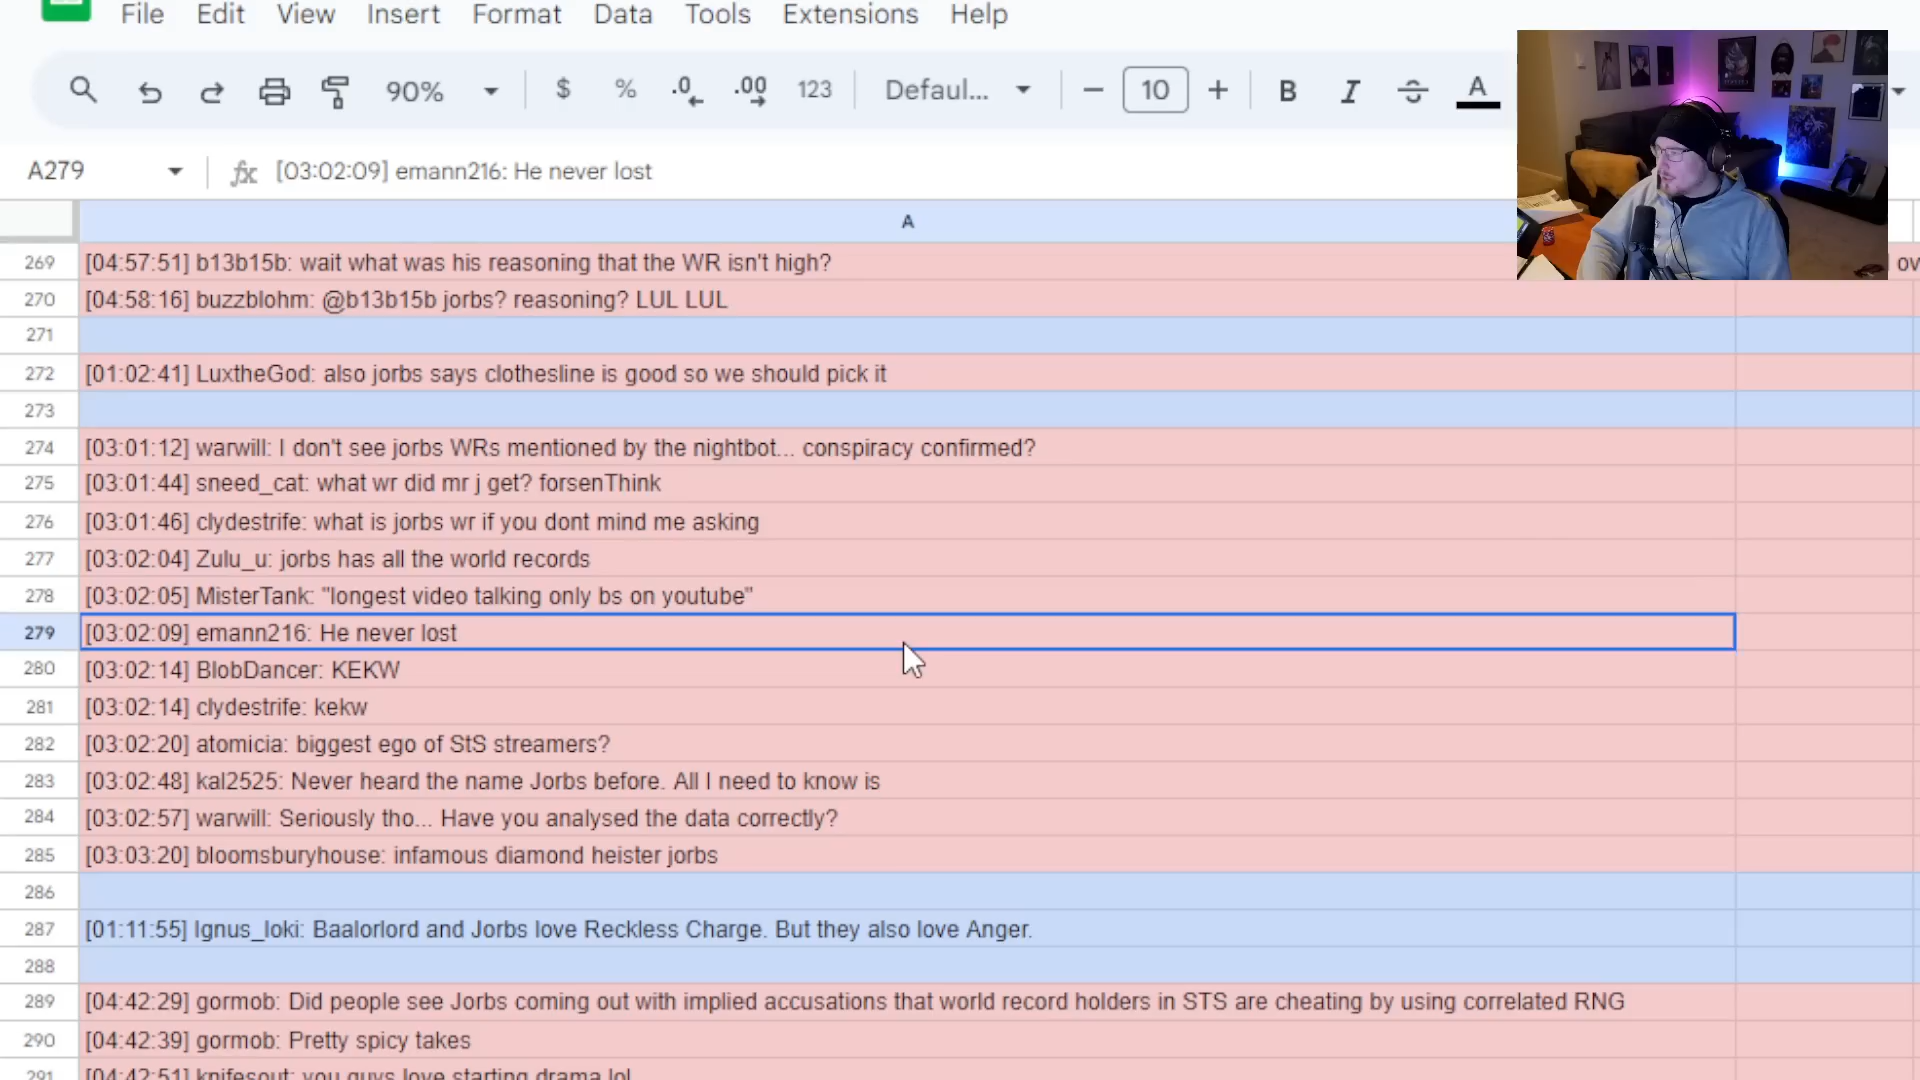 File Edit View Insert Format Data Tools Extensions Help
90% $ % .0 .00 123 Defaul... 10 B I A
A279 fx [03:02:09] emann216: He never lost
A
269 [04:57:51] b13b15b: wait what was his reasoning that the WR isn't high?
270 [04:58:16] buzzblohm: @b13b15b jorbs? reasoning? LUL LUL
271
272 [01:02:41] LuxtheGod: also jorbs says clothesline is good so we should pick it
273
274 [03:01:12] warwill: I don't see jorbs WRs mentioned by the nightbot... conspiracy confirmed?
275 [03:01:44] sneed_cat: what wr did mr j get? forsenThink
276 [03:01:46] clydestrife: what is jorbs wr if you dont mind me asking
277 [03:02:04] Zulu_u: jorbs has all the world records
278 [03:02:05] MisterTank: "longest video talking only bs on youtube"
279 [03:02:09] emann216: He never lost
280 [03:02:14] BlobDancer: KEKW
281 [03:02:14] clydestrife: kekw
282 [03:02:20] atomicia: biggest ego of StS streamers?
283 [03:02:48] kal2525: Never heard the name Jorbs before. All I need to know is
284 [03:02:57] warwill: Seriously tho... Have you analysed the data correctly?
285 [03:03:20] bloomsburyhouse: infamous diamond heister jorbs
286
287 [01:11:55] Ignus_loki: Baalorlord and Jorbs love Reckless Charge. But they also love Anger.
288
289 [04:42:29] gormob: Did people see Jorbs coming out with implied accusations that world record holders in STS are cheating by using correlated RNG
290 [04:42:39] gormob: Pretty spicy takes
291 [04:42:51] knifesout: you guys love starting drama lol